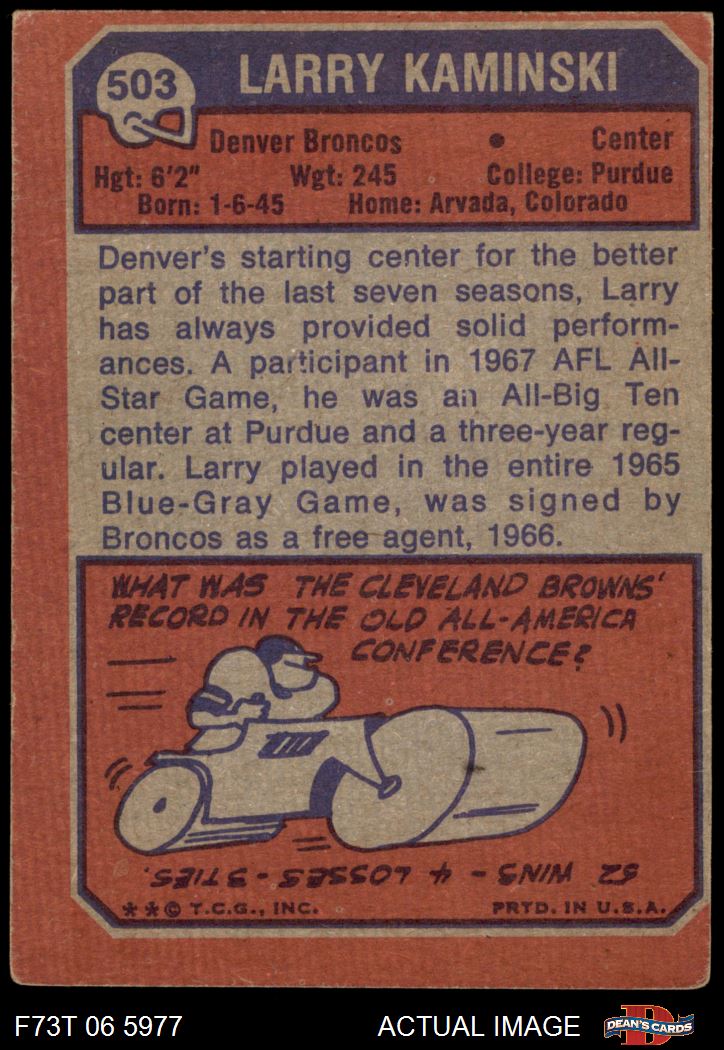 503
LARRY KAMINSKI
Denver Broncos • Center
Hgt: 6'2" Wgt: 245 College: Purdue
Born: 1-6-45 Home: Arvada, Colorado
Denver's starting center for the better
part of the last seven seasons, Larry
has always provided solid perform-
ances. A participant in 1967 AFL All-
Star Game, he was an All-Big Ten
center at Purdue and a three-year reg-
ular. Larry played in the entire 1965
Blue-Gray Game, was signed by
Broncos as a free agent, 1966.
WHAT WAS THE CLEVELAND BROWNS'
RECORD IN THE OLD ALL-AMERICA
CONFERENCE?
52 WINS - 4 LOSSES - 3 TIES.
* * © T.C.G., INC. PRTD. IN U.S.A.
F73T 06 5977 ACTUAL IMAGE
D
DEAN'S CARDS